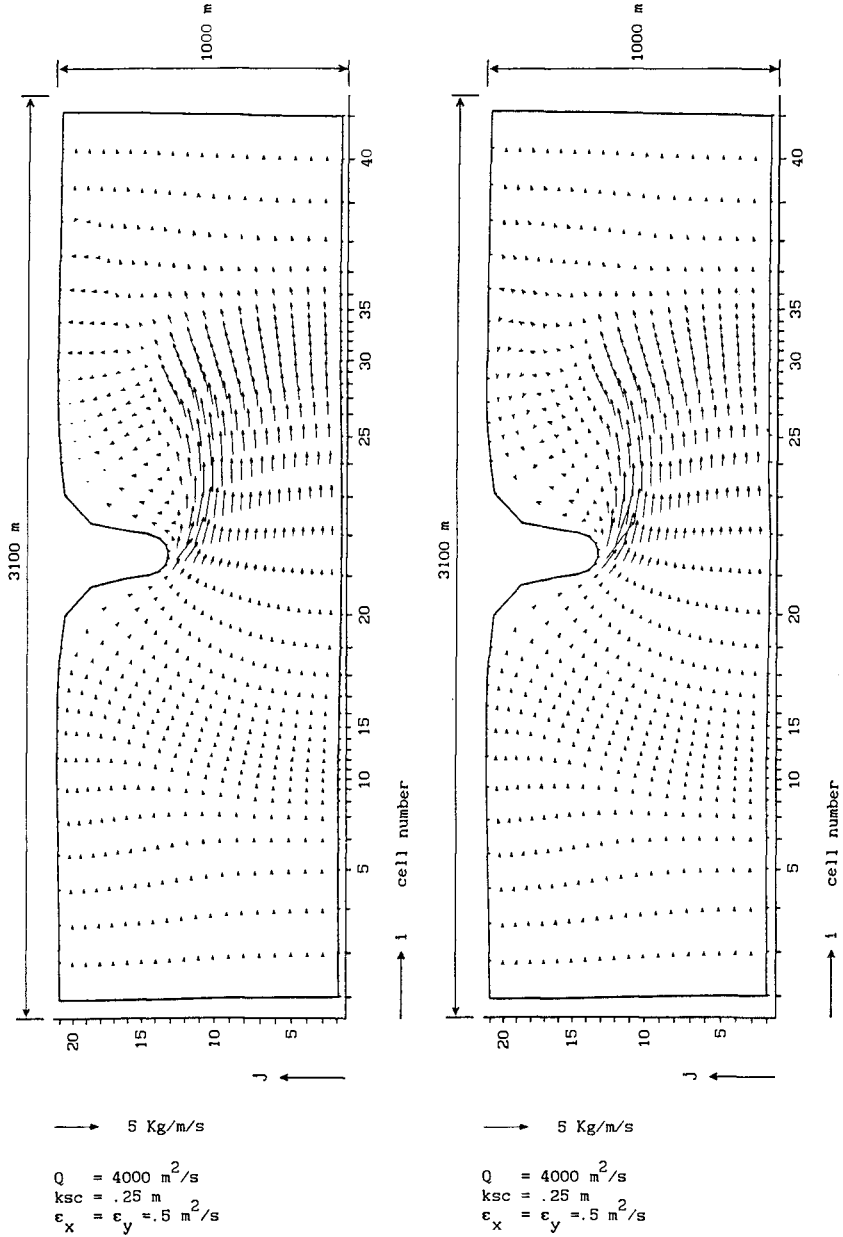 3100 m
1000 m
20
15
10
5
J
5
10
15
20
25
30
35
40
i cell number
5 Kg/m/s
Q = 4000 m²/s
ksc = .25 m
εx = εy = .5 m²/s
3100 m
1000 m
20
15
10
5
J
5
10
15
20
25
30
35
40
i cell number
5 Kg/m/s
Q = 4000 m²/s
ksc = .25 m
εx = εy = .5 m²/s